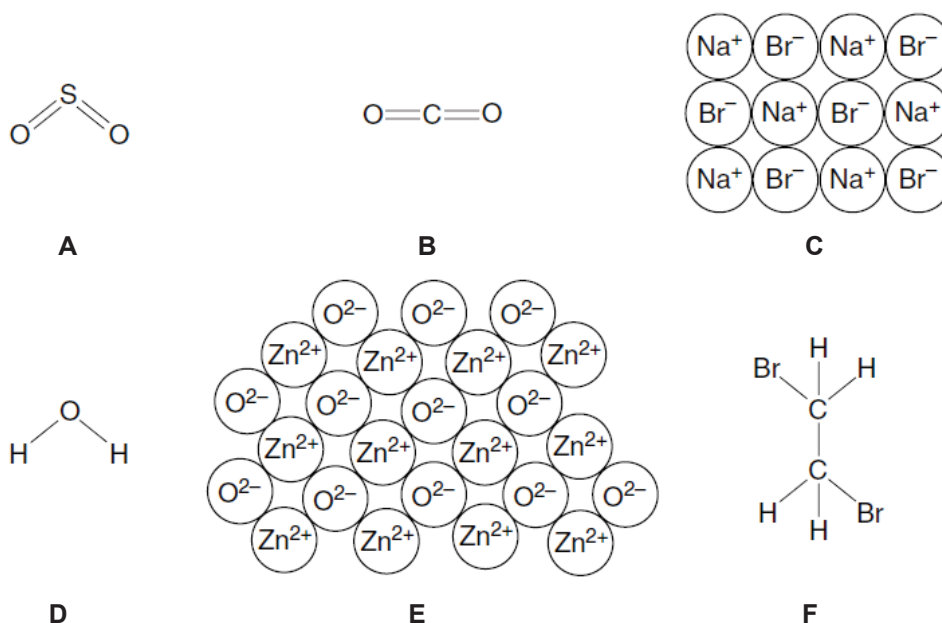 S
O O
A
O C O
B
Na⁺ Br⁻ Na⁺ Br⁻
Br⁻ Na⁺ Br⁻ Na⁺
Na⁺ Br⁻ Na⁺ Br⁻
C
O
H H
D
O²⁻ O²⁻ O²⁻
Zn²⁺ Zn²⁺ Zn²⁺ Zn²⁺
O²⁻ O²⁻ O²⁻ O²⁻
Zn²⁺ Zn²⁺ Zn²⁺ Zn²⁺
O²⁻ O²⁻ O²⁻ O²⁻ O²⁻
Zn²⁺ Zn²⁺ Zn²⁺ Zn²⁺
E
H
Br H
C
C
H H Br
F